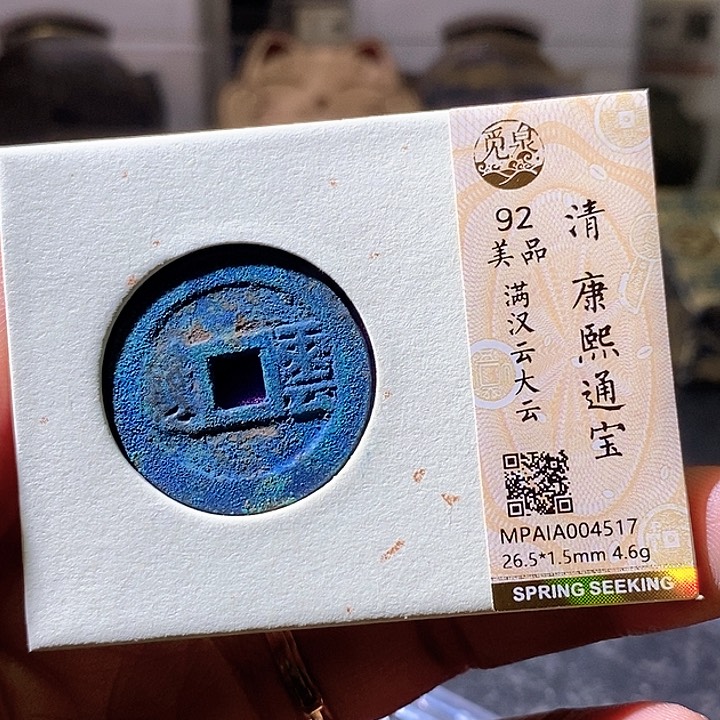 觅泉
清 康熙通宝
92
美品
满汉云大云
MPAIA004517
26.5*1.5mm 4.6g
SPRING SEEKING
雲